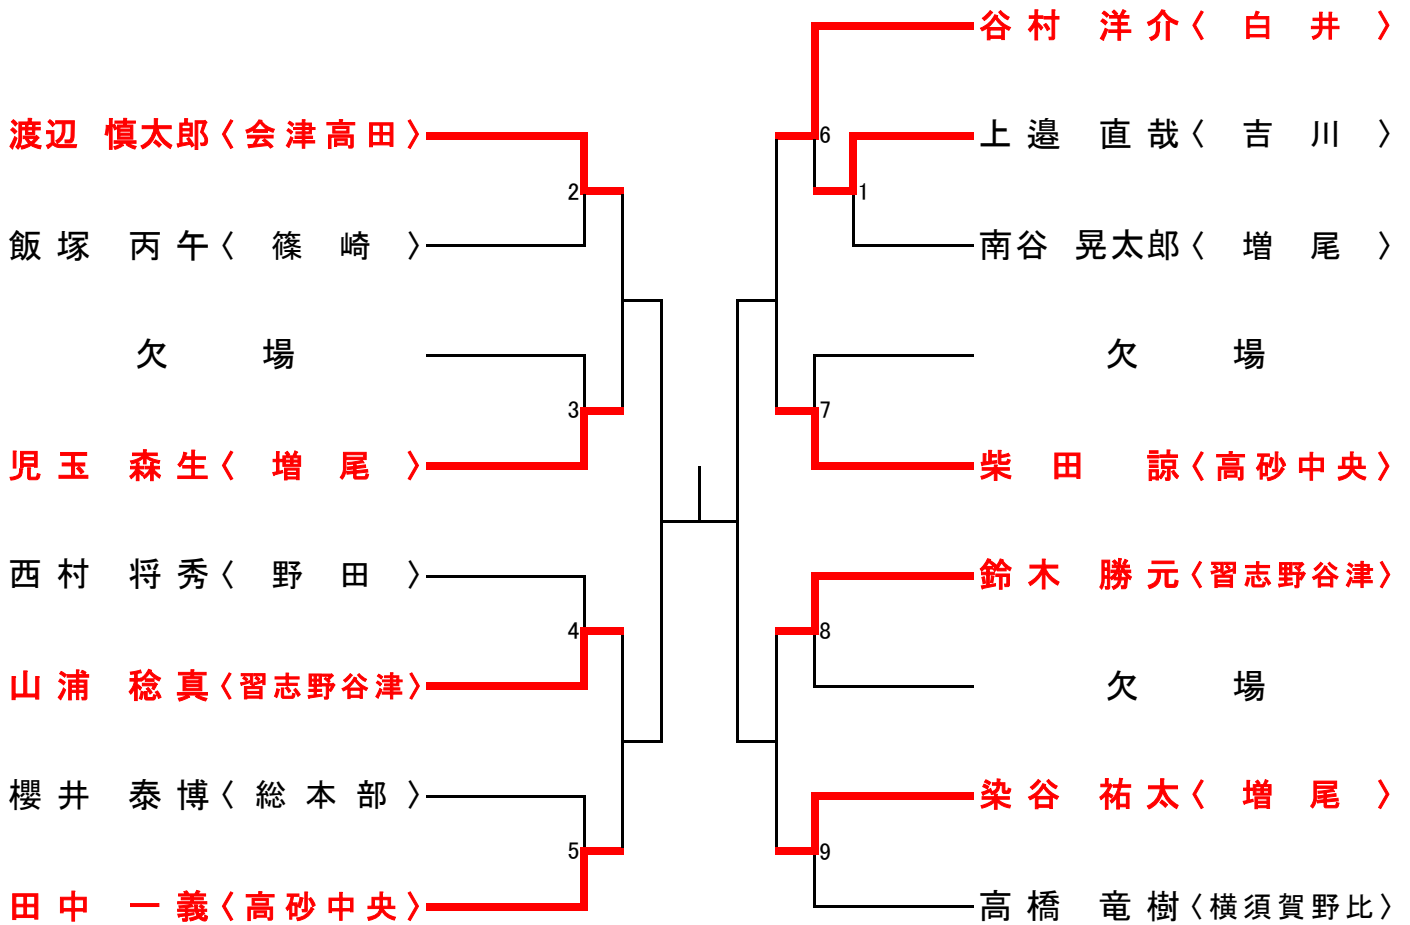 渡辺 慎太郎〈会津高田〉
2
飯塚 丙午〈篠崎〉
欠場
3
児玉 森生〈増尾〉
西村 将秀〈野田〉
4
山浦 稔真〈習志野谷津〉
櫻井 泰博〈総本部〉
5
田中 一義〈高砂中央〉
谷村 洋介〈白井〉
6
上邉 直哉〈吉川〉
1
南谷 晃太郎〈増尾〉
欠場
7
柴田 諒〈高砂中央〉
鈴木 勝元〈習志野谷津〉
8
欠場
染谷 祐太〈増尾〉
9
高橋 竜樹〈横須賀野比〉